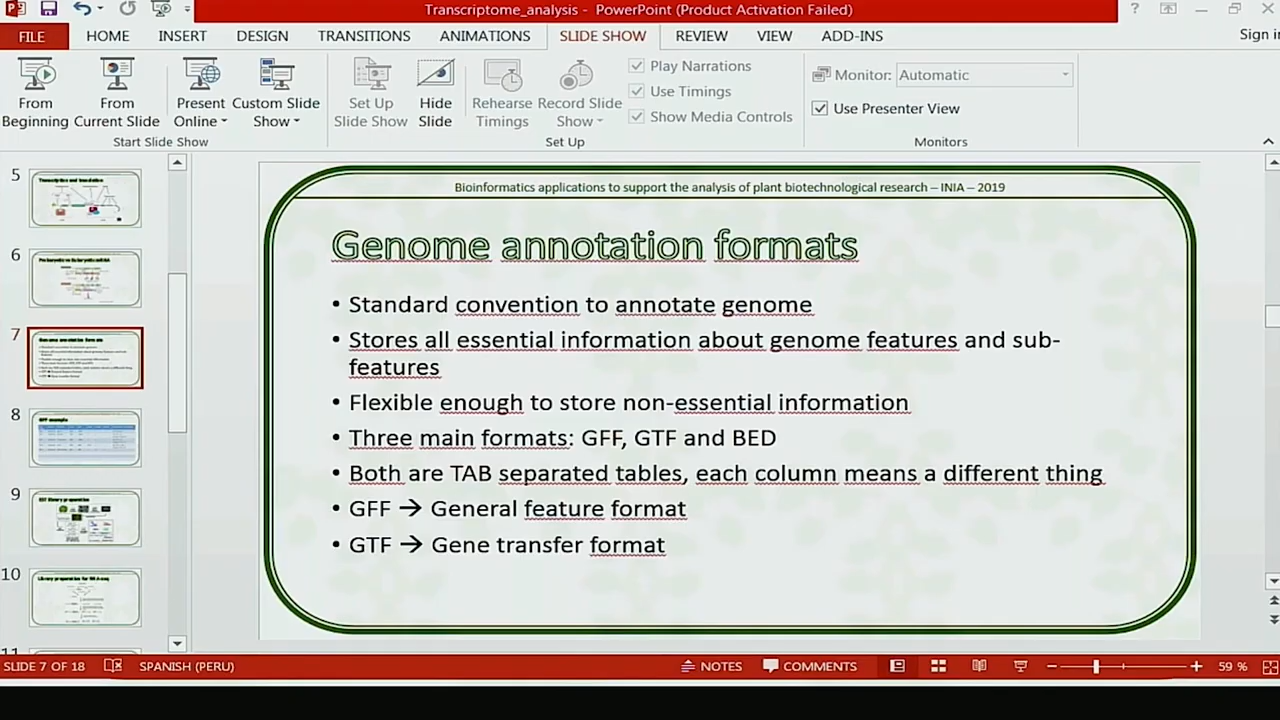 Transcriptome_analysis - PowerPoint (Product Activation Failed)
?
FILE
HOME
INSERT
DESIGN
TRANSITIONS
ANIMATIONS
SLIDE SHOW
REVIEW
VIEW
ADD-INS
Sign in
From Beginning
From Current Slide
Present Online
Custom Slide Show
Set Up Slide Show
Hide Slide
Rehearse Timings
Record Slide Show
Play Narrations
Use Timings
Show Media Controls
Monitor: Automatic
Use Presenter View
Start Slide Show
Set Up
Monitors
5
6
7
Genome annotation formats
8
GFF example
9
10
11
Bioinformatics applications to support the analysis of plant biotechnological research – INIA – 2019
Genome annotation formats
• Standard convention to annotate genome
• Stores all essential information about genome features and sub-
features
• Flexible enough to store non-essential information
• Three main formats: GFF, GTF and BED
• Both are TAB separated tables, each column means a different thing
• GFF → General feature format
• GTF → Gene transfer format
SLIDE 7 OF 18
SPANISH (PERU)
NOTES
COMMENTS
59 %